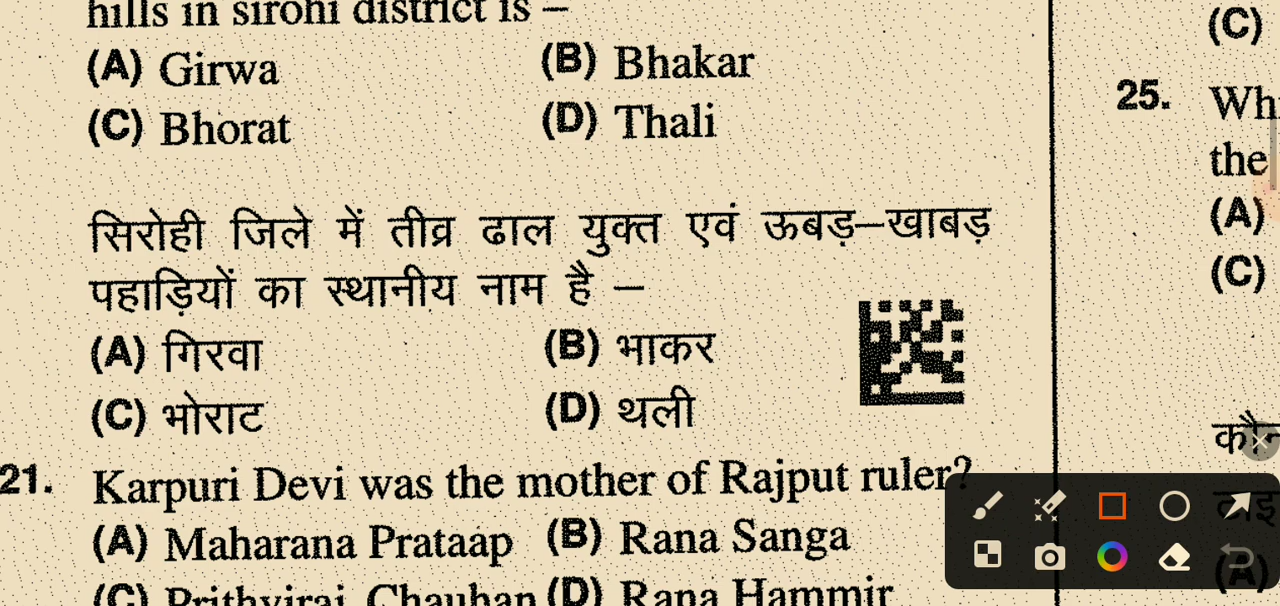 hills in sirohi district is –
(A) Girwa (B) Bhakar
(C) Bhorat (D) Thali
सिरोही जिले में तीव्र ढाल युक्त एवं ऊबड़–खाबड़
पहाड़ियों का स्थानीय नाम है –
(A) गिरवा (B) भाकर
(C) भोराट (D) थली
21. Karpuri Devi was the mother of Rajput ruler?
(A) Maharana Prataap (B) Rana Sanga
(C) Prithviraj Chauhan (D) Rana Hammir
(C)
25.
the
(A)
(C)
(A)